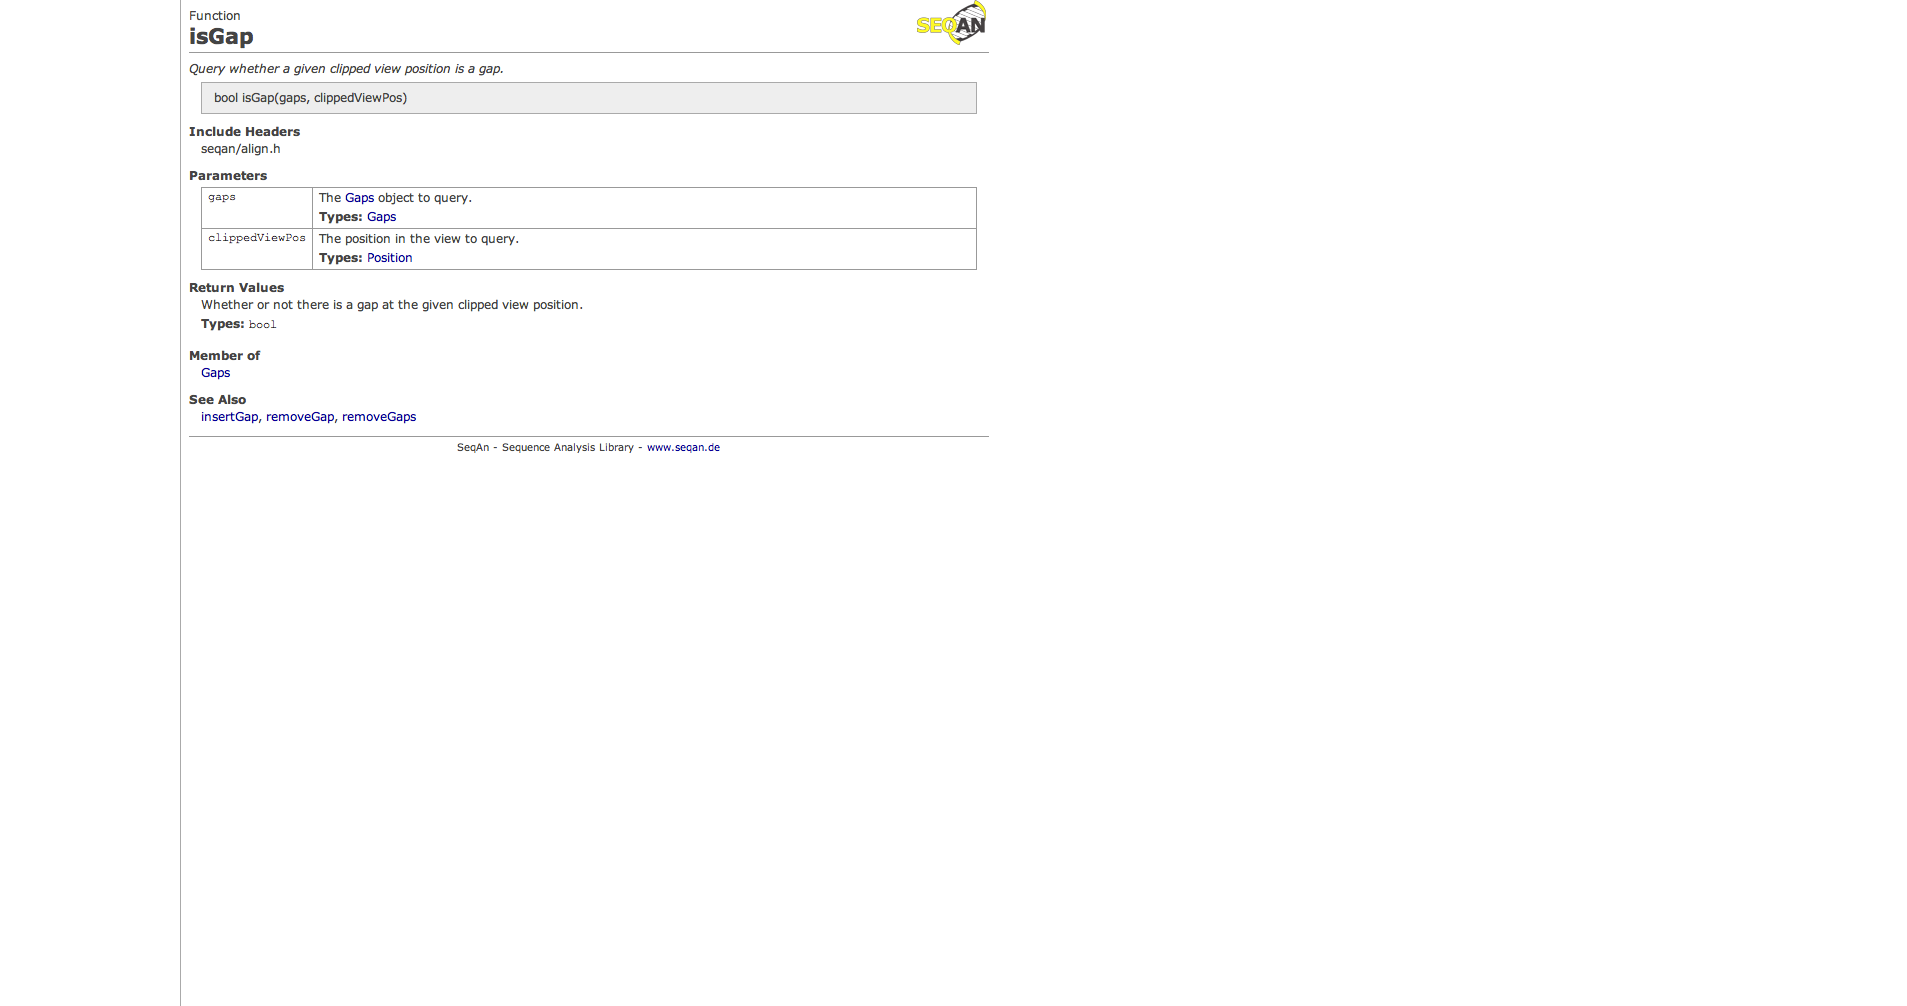 Function
SEQAN
isGap
Query whether a given clipped view position is a gap.
bool isGap(gaps, clippedViewPos)
Include Headers
seqan/align.h
Parameters
gaps The Gaps object to query.
Types: Gaps
clippedViewPos The position in the view to query.
Types: Position
Return Values
Whether or not there is a gap at the given clipped view position.
Types: bool
Member of
Gaps
See Also
insertGap, removeGap, removeGaps
SeqAn - Sequence Analysis Library - www.seqan.de